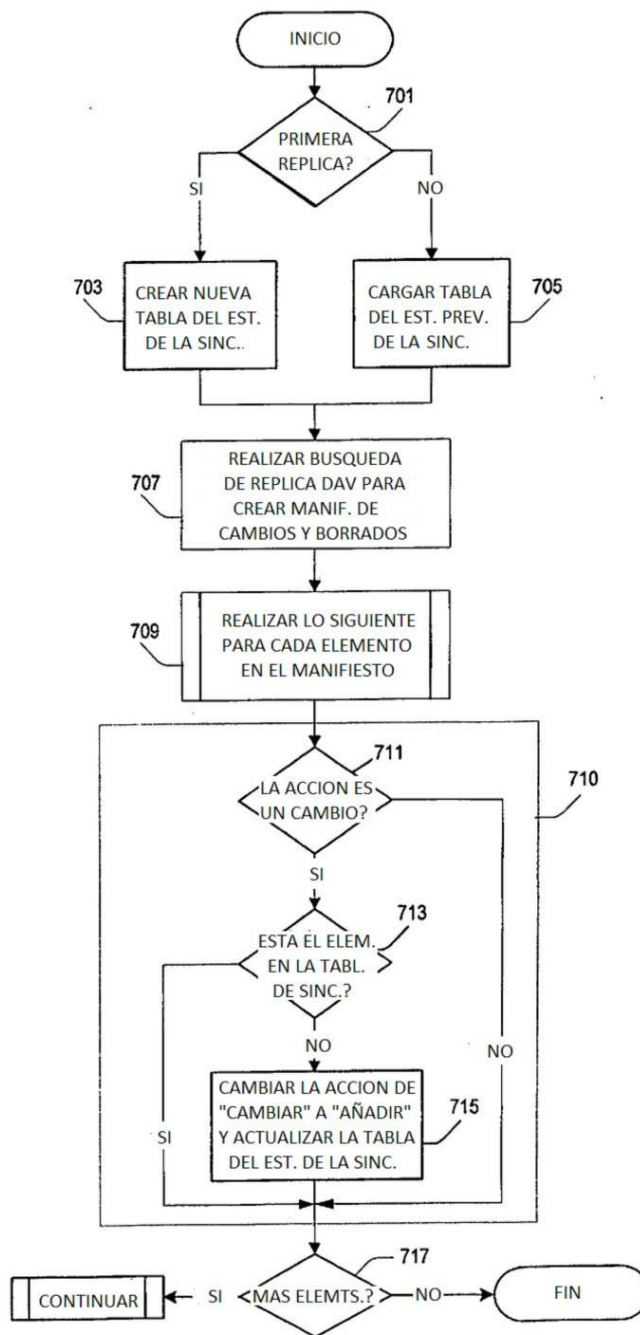 INICIO
701
PRIMERA
REPLICA?
SI
NO
703
CREAR NUEVA
TABLA DEL EST.
DE LA SINC..
705
CARGAR TABLA
DEL EST. PREV.
DE LA SINC.
707
REALIZAR BUSQUEDA
DE REPLICA DAV PARA
CREAR MANIF. DE
CAMBIOS Y BORRADOS
709
REALIZAR LO SIGUIENTE
PARA CADA ELEMENTO
EN EL MANIFIESTO
711
710
LA ACCION ES
UN CAMBIO?
SI
713
ESTA EL ELEM.
EN LA TABL.
DE SINC.?
NO
NO
SI
715
CAMBIAR LA ACCION DE
"CAMBIAR" A "AÑADIR"
Y ACTUALIZAR LA TABLA
DEL EST. DE LA SINC.
717
CONTINUAR
SI
MAS ELEMTS.?
NO
FIN